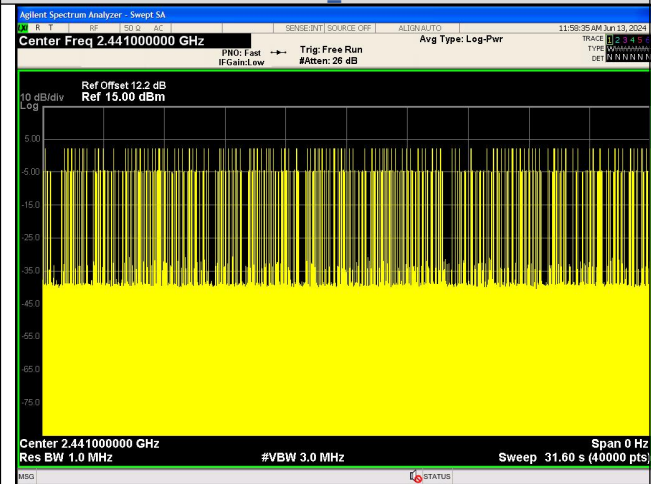 Agilent Spectrum Analyzer - Swept SA
R T RF 50 Ω AC SENSE:INT SOURCE OFF ALIGN AUTO 11:58:35 AM Jun 13, 2024
Center Freq 2.441000000 GHz Avg Type: Log-Pwr TRACE 1 2 3 4 5
PNO: Fast Trig: Free Run TYPE
IFGain:Low #Atten: 26 dB DET N N N N N N
Ref Offset 12.2 dB
10 dB/div Ref 15.00 dBm
Log
5.00
-5.00
-15.0
-25.0
-35.0
-45.0
-55.0
-65.0
-75.0
Center 2.441000000 GHz Span 0 Hz
Res BW 1.0 MHz #VBW 3.0 MHz Sweep 31.60 s (40000 pts)
MSG STATUS